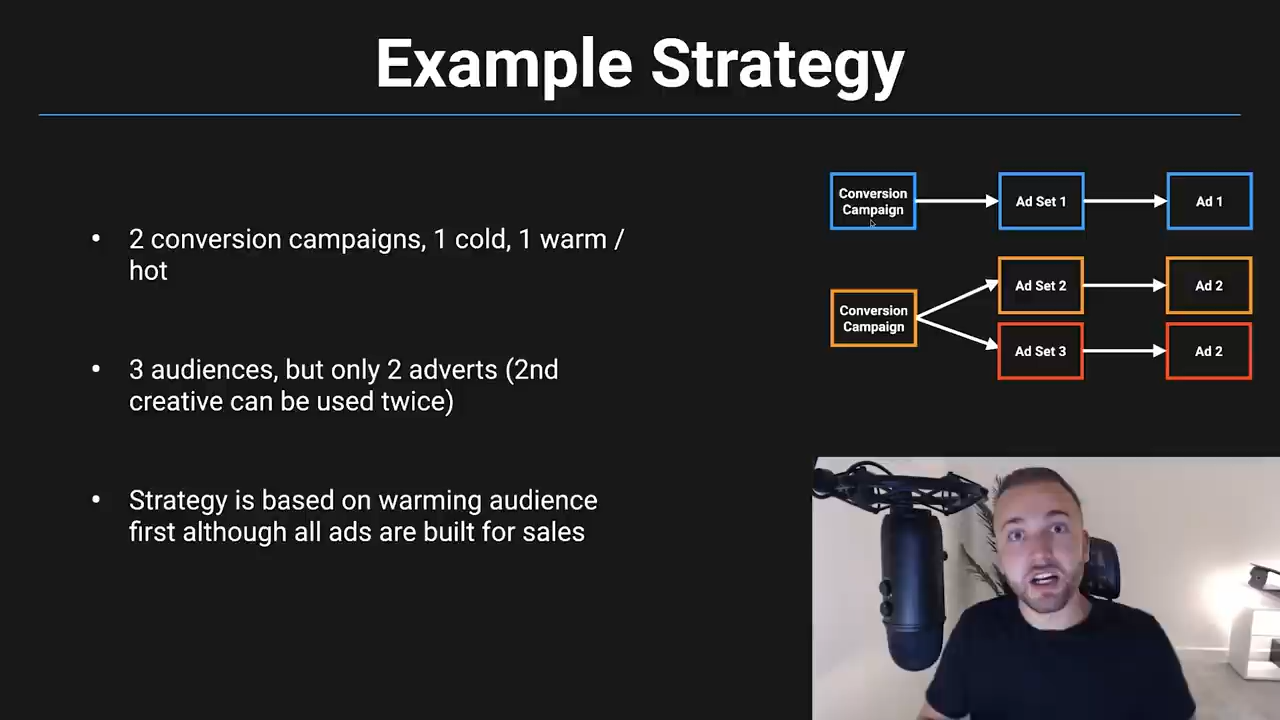 Example Strategy
• 2 conversion campaigns, 1 cold, 1 warm /
hot
• 3 audiences, but only 2 adverts (2nd
creative can be used twice)
• Strategy is based on warming audience
first although all ads are built for sales
Conversion
Campaign
Ad Set 1
Ad 1
Conversion
Campaign
Ad Set 2
Ad 2
Ad Set 3
Ad 2